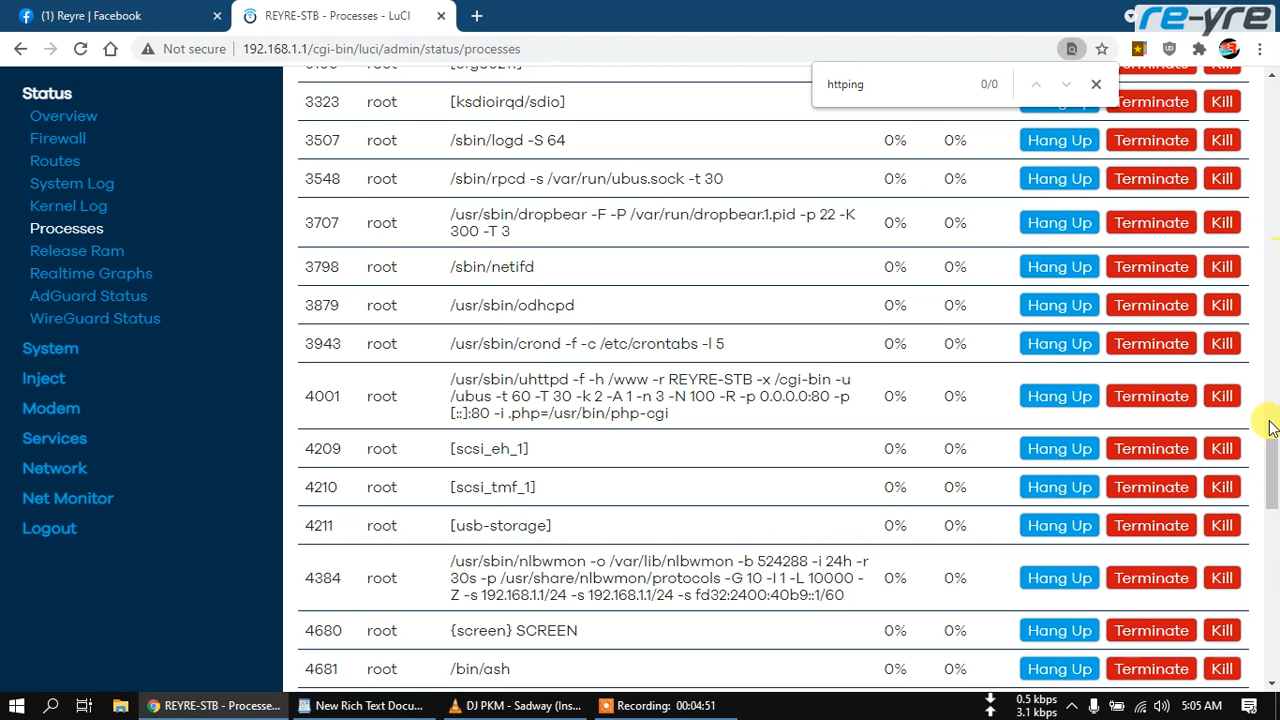 (1) Reyre | Facebook
REYRE-STB - Processes - LuCI
re-yre
Not secure
192.168.1.1/cgi-bin/luci/admin/status/processes
httping
0/0
Status
Overview
Firewall
Routes
System Log
Kernel Log
Processes
Release Ram
Realtime Graphs
AdGuard Status
WireGuard Status
System
Inject
Modem
Services
Network
Net Monitor
Logout
3323 root [ksdioirqd/sdio] Terminate Kill
3507 root /sbin/logd -S 64 0% 0% Hang Up Terminate Kill
3548 root /sbin/rpcd -s /var/run/ubus.sock -t 30 0% 0% Hang Up Terminate Kill
3707 root /usr/sbin/dropbear -F -P /var/run/dropbear.1.pid -p 22 -K 0% 0% Hang Up Terminate Kill
300 -T 3
3798 root /sbin/netifd 0% 0% Hang Up Terminate Kill
3879 root /usr/sbin/odhcpd 0% 0% Hang Up Terminate Kill
3943 root /usr/sbin/crond -f -c /etc/crontabs -l 5 0% 0% Hang Up Terminate Kill
/usr/sbin/uhttpd -f -h /www -r REYRE-STB -x /cgi-bin -u
4001 root /ubus -t 60 -T 30 -k 2 -A 1 -n 3 -N 100 -R -p 0.0.0.0:80 -p 0% 0% Hang Up Terminate Kill
[::]:80 -i .php=/usr/bin/php-cgi
4209 root [scsi_eh_1] 0% 0% Hang Up Terminate Kill
4210 root [scsi_tmf_1] 0% 0% Hang Up Terminate Kill
4211 root [usb-storage] 0% 0% Hang Up Terminate Kill
/usr/sbin/nlbwmon -o /var/lib/nlbwmon -b 524288 -i 24h -r
4384 root 30s -p /usr/share/nlbwmon/protocols -G 10 -I 1 -L 10000 - 0% 0% Hang Up Terminate Kill
Z -s 192.168.1.1/24 -s 192.168.1.1/24 -s fd32:2400:40b9::1/60
4680 root {screen} SCREEN 0% 0% Hang Up Terminate Kill
4681 root /bin/ash 0% 0% Hang Up Terminate Kill
REYRE-STB - Processe...
New Rich Text Docu...
DJ PKM - Sadway (Ins...
Recording: 00:04:51
0.5 kbps
3.1 kbps
5:05 AM